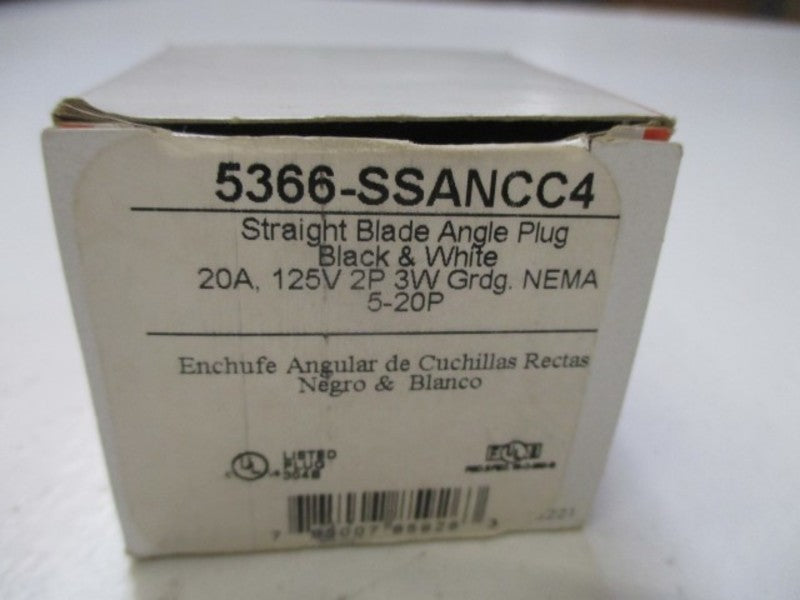 5366-SSANCC4
Straight Blade Angle Plug
Black & White
20A, 125V 2P 3W Grdg. NEMA
5-20P
Enchufe Angular de Cuchillas Rectas
Negro & Blanco
UL LISTED
PLUG